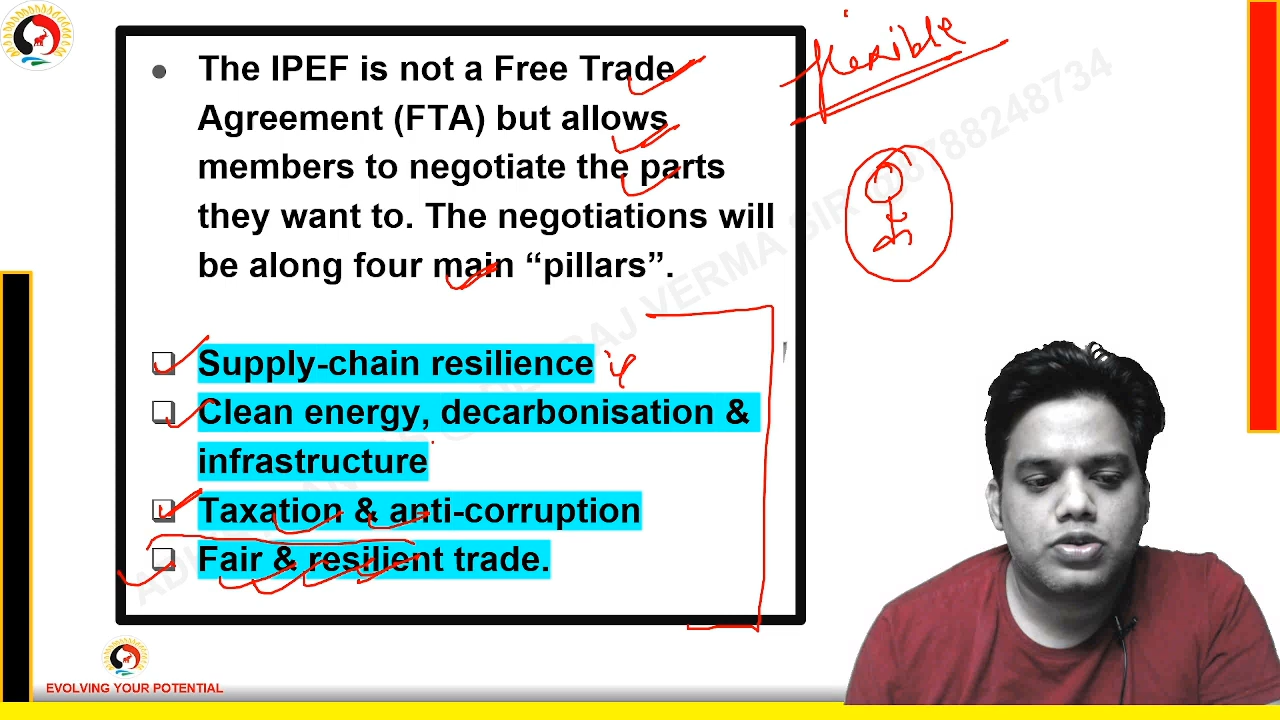 The IPEF is not a Free Trade
Agreement (FTA) but allows
members to negotiate the parts
they want to. The negotiations will
be along four main “pillars”.
flexible
Supply-chain resilience
Clean energy, decarbonisation &
infrastructure
Taxation & anti-corruption
Fair & resilient trade.
EVOLVING YOUR POTENTIAL